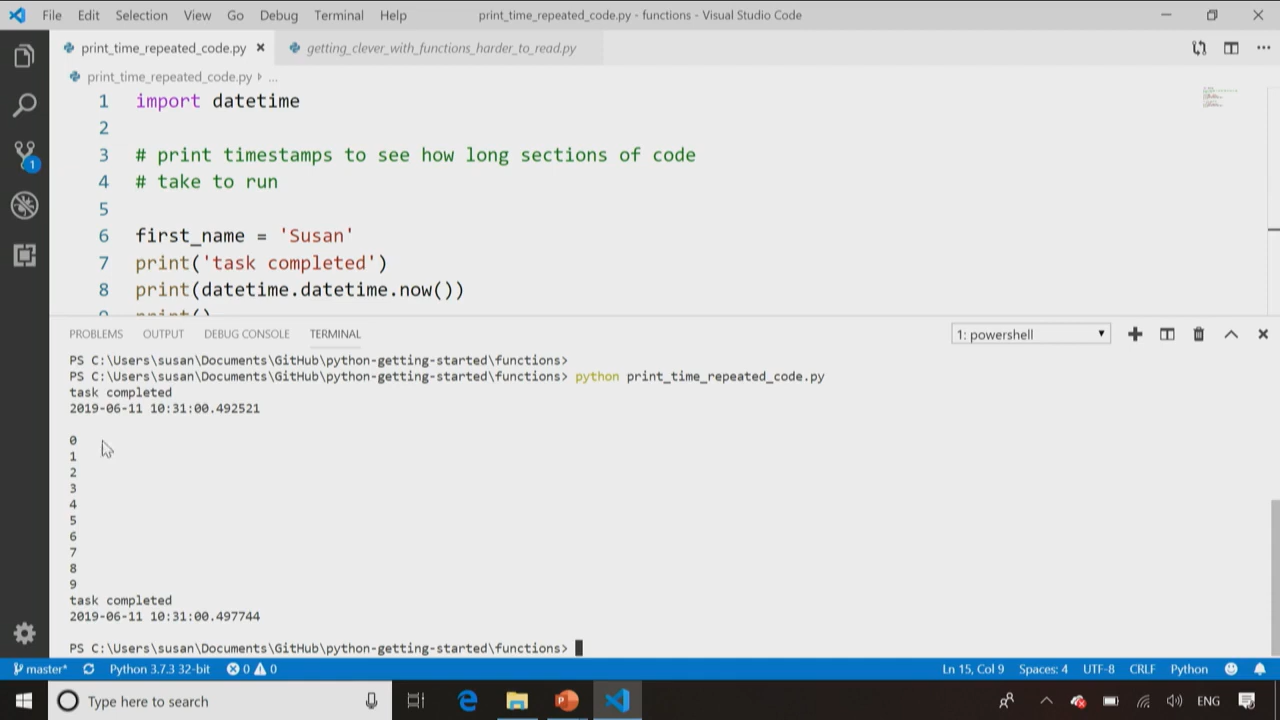 File Edit Selection View Go Debug Terminal Help print_time_repeated_code.py - functions - Visual Studio Code
print_time_repeated_code.py getting_clever_with_functions_harder_to_read.py
print_time_repeated_code.py ...
1 import datetime
2
3 # print timestamps to see how long sections of code
4 # take to run
5
6 first_name = 'Susan'
7 print('task completed')
8 print(datetime.datetime.now())
9 print()
PROBLEMS OUTPUT DEBUG CONSOLE TERMINAL 1: powershell
PS C:\Users\susan\Documents\GitHub\python-getting-started\functions>
PS C:\Users\susan\Documents\GitHub\python-getting-started\functions> python print_time_repeated_code.py
task completed
2019-06-11 10:31:00.492521
0
1
2
3
4
5
6
7
8
9
task completed
2019-06-11 10:31:00.497744
PS C:\Users\susan\Documents\GitHub\python-getting-started\functions>
1
master* Python 3.7.3 32-bit 0 0 Ln 15, Col 9 Spaces: 4 UTF-8 CRLF Python
Type here to search ENG